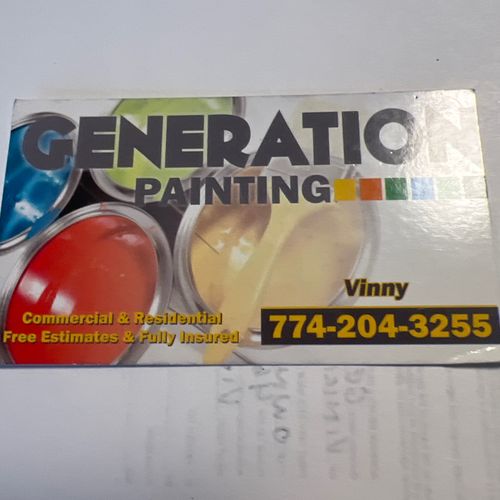 GENERATION
PAINTING
Vinny
Commercial & Residential
774-204-3255
Free Estimates & Fully Insured